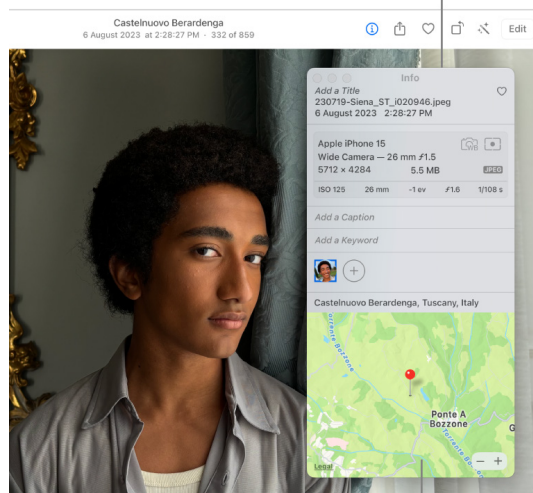 Castelnuovo Berardenga
6 August 2023 at 2:28:27 PM · 332 of 859
Edit
Info
Add a Title
230719-Siena_ST_i020946.jpeg
6 August 2023 2:28:27 PM
Apple iPhone 15
Wide Camera — 26 mm ƒ1.5
5712 × 4284 5.5 MB JPEG
ISO 125 26 mm -1 ev ƒ1.6 1/108 s
Add a Caption
Add a Keyword
Castelnuovo Berardenga, Tuscany, Italy
Torrente Bozzone
Ponte A
Bozzone
G
Legal